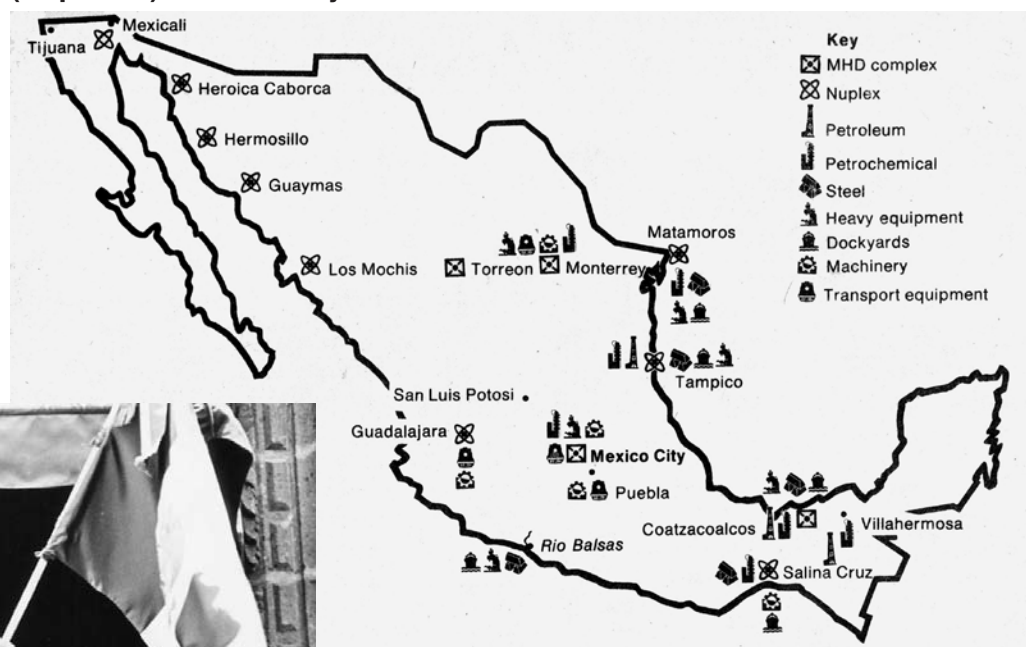 Mexicali
Tijuana
Heroica Caborca
Hermosillo
Guaymas
Los Mochis
Torreon
Monterrey
Matamoros
Tampico
San Luis Potosi
Guadalajara
Mexico City
Puebla
Rio Balsas
Coatzacoalcos
Villahermosa
Salina Cruz
Key
MHD complex
Nuplex
Petroleum
Petrochemical
Steel
Heavy equipment
Dockyards
Machinery
Transport equipment